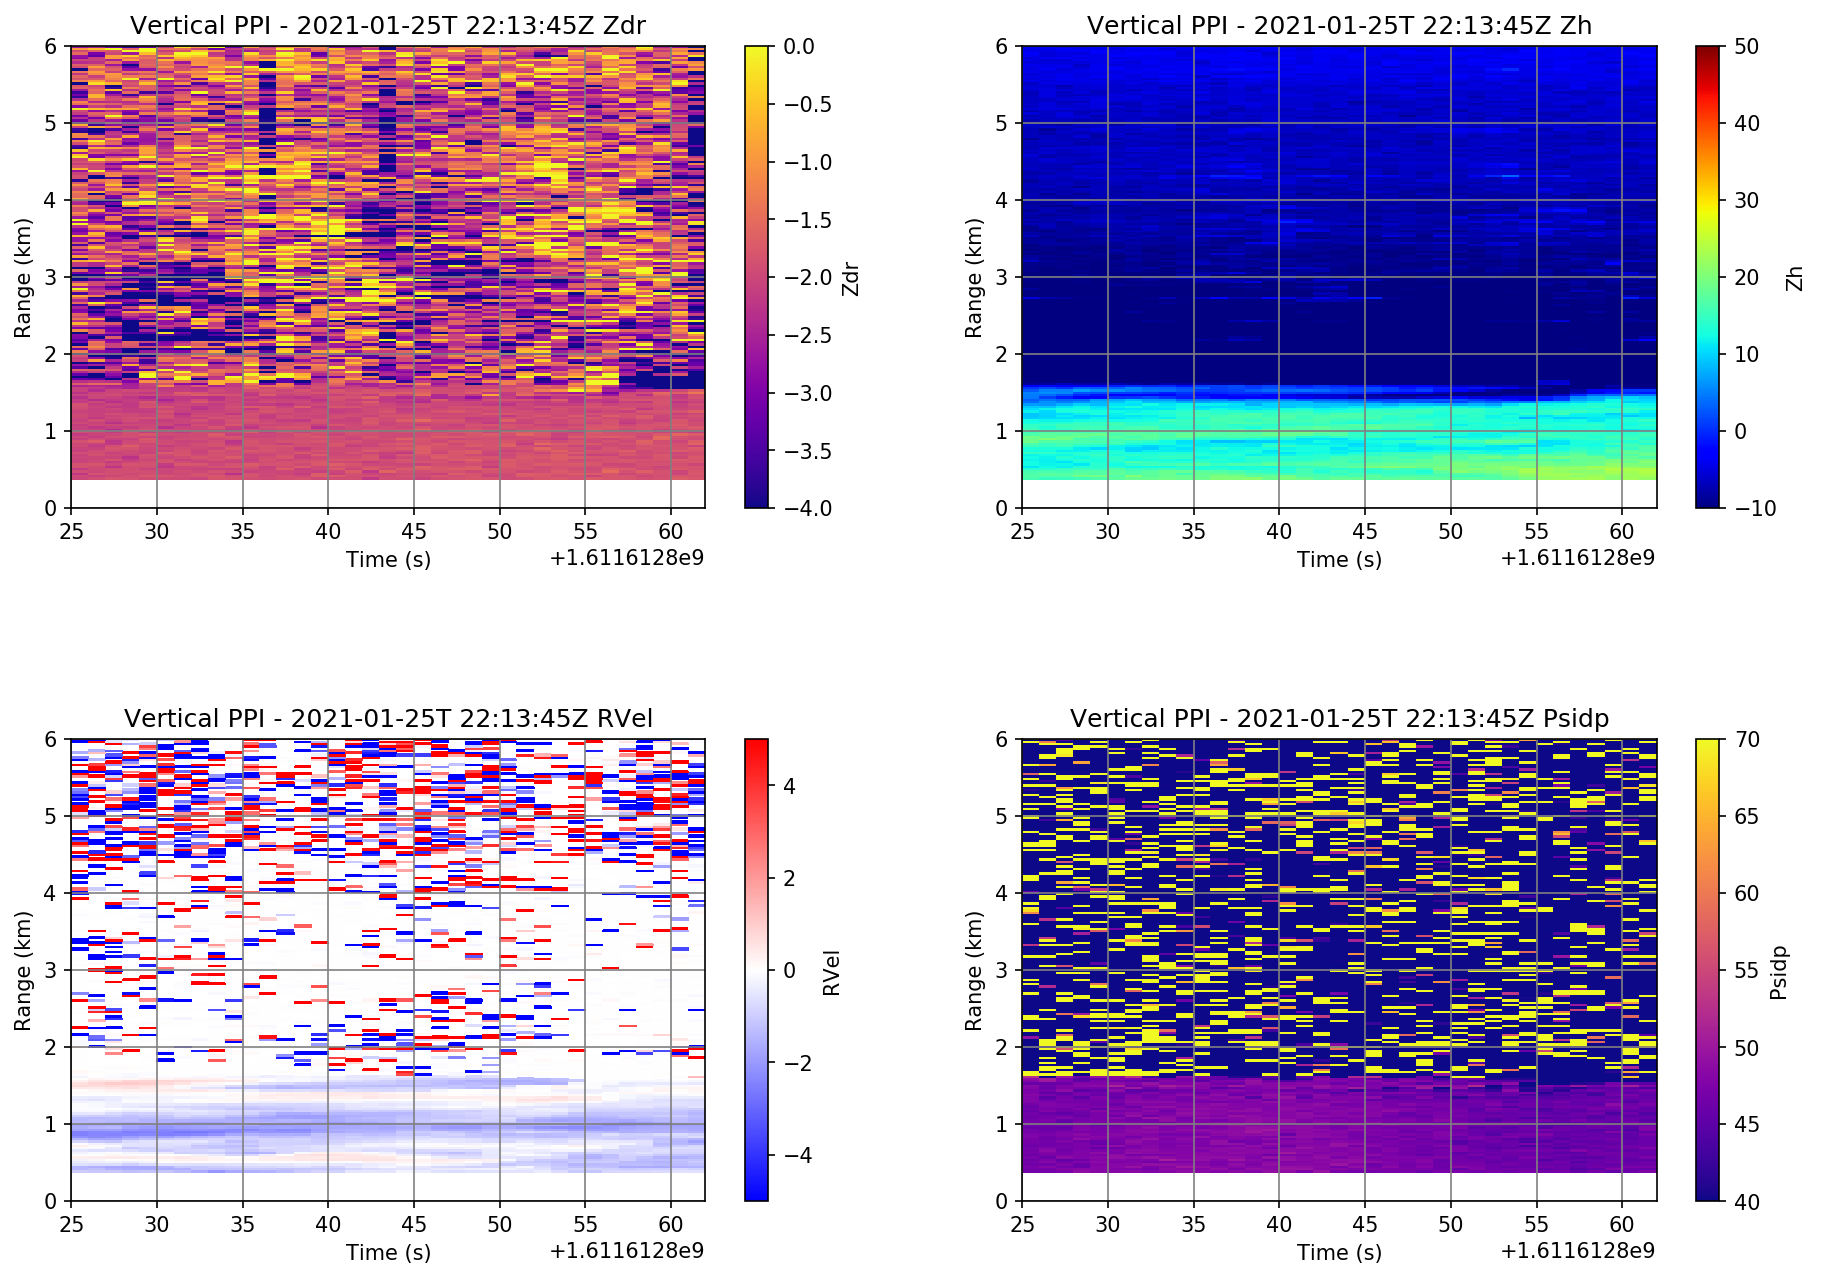 Vertical PPI - 2021-01-25T 22:13:45Z Zdr
6
5
4
3
2
1
0
Range (km)
25 30 35 40 45 50 55 60
Time (s)
+1.6116128e9
0.0
−0.5
−1.0
−1.5
−2.0
−2.5
−3.0
−3.5
−4.0
Zdr
Vertical PPI - 2021-01-25T 22:13:45Z Zh
6
5
4
3
2
1
0
Range (km)
25 30 35 40 45 50 55 60
Time (s)
+1.6116128e9
50
40
30
20
10
0
−10
Zh
Vertical PPI - 2021-01-25T 22:13:45Z RVel
6
5
4
3
2
1
0
Range (km)
25 30 35 40 45 50 55 60
Time (s)
+1.6116128e9
4
2
0
−2
−4
RVel
Vertical PPI - 2021-01-25T 22:13:45Z Psidp
6
5
4
3
2
1
0
Range (km)
25 30 35 40 45 50 55 60
Time (s)
+1.6116128e9
70
65
60
55
50
45
40
Psidp